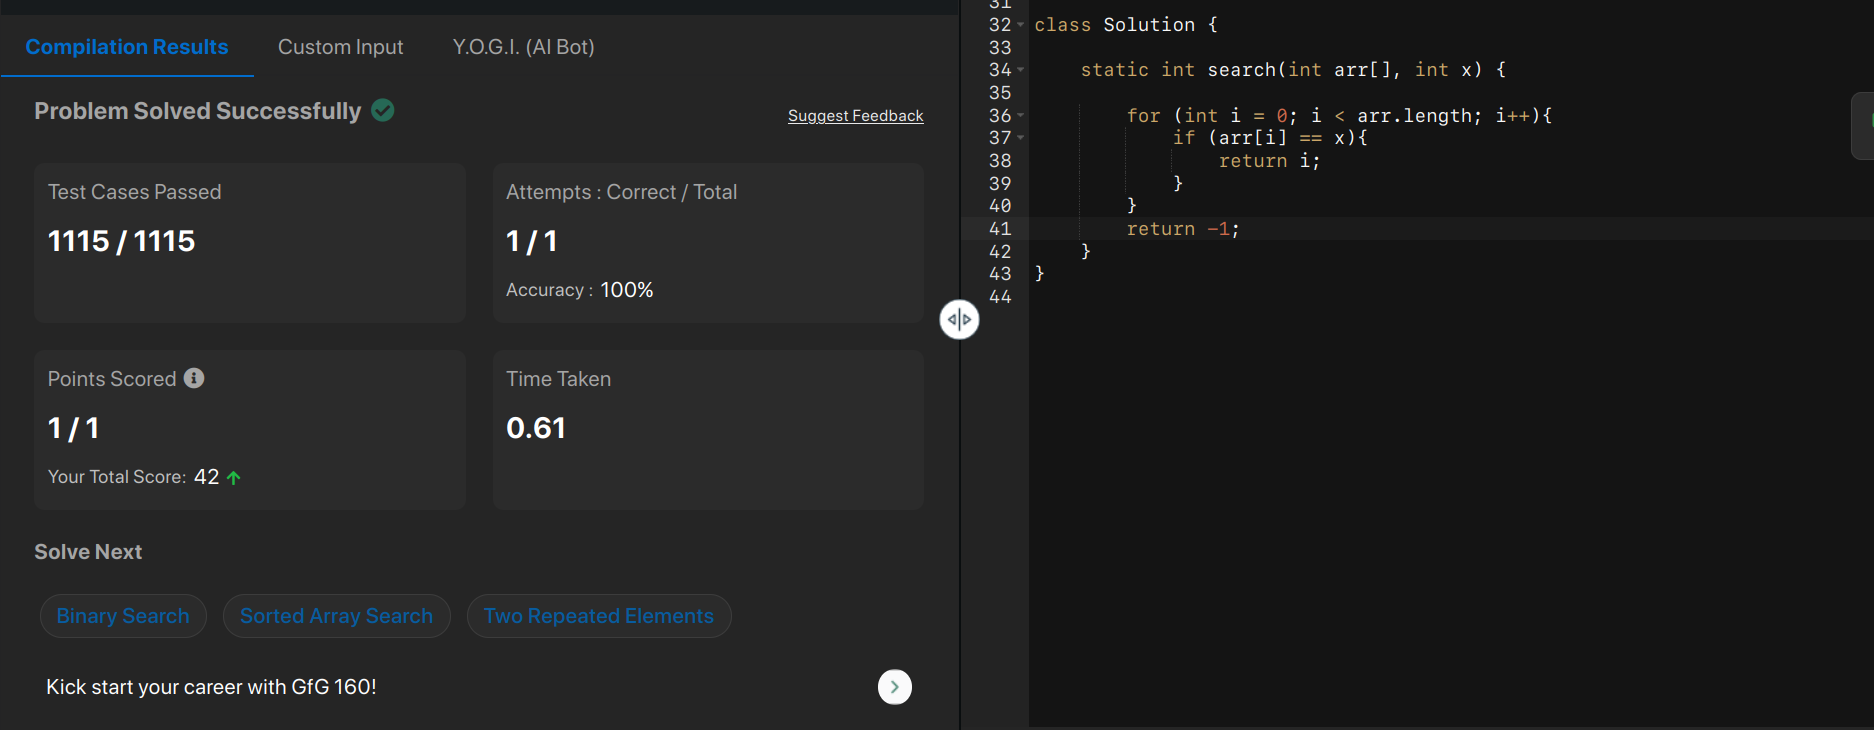 Compilation Results Custom Input Y.O.G.I. (AI Bot)
Problem Solved Successfully
Suggest Feedback
Test Cases Passed
1115 / 1115
Attempts : Correct / Total
1 / 1
Accuracy : 100%
Points Scored
1 / 1
Your Total Score: 42
Time Taken
0.61
Solve Next
Binary Search Sorted Array Search Two Repeated Elements
Kick start your career with GfG 160!
31
32 class Solution {
33
34     static int search(int arr[], int x) {
35
36         for (int i = 0; i < arr.length; i++){
37             if (arr[i] == x){
38                 return i;
39             }
40         }
41         return -1;
42     }
43 }
44